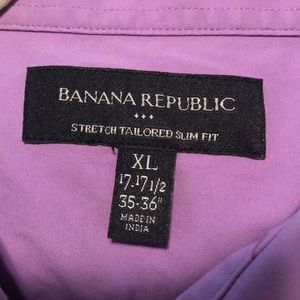 BANANA REPUBLIC
STRETCH TAILORED SLIM FIT
XL
17.17 1/2
35-36"
MADE IN
INDIA